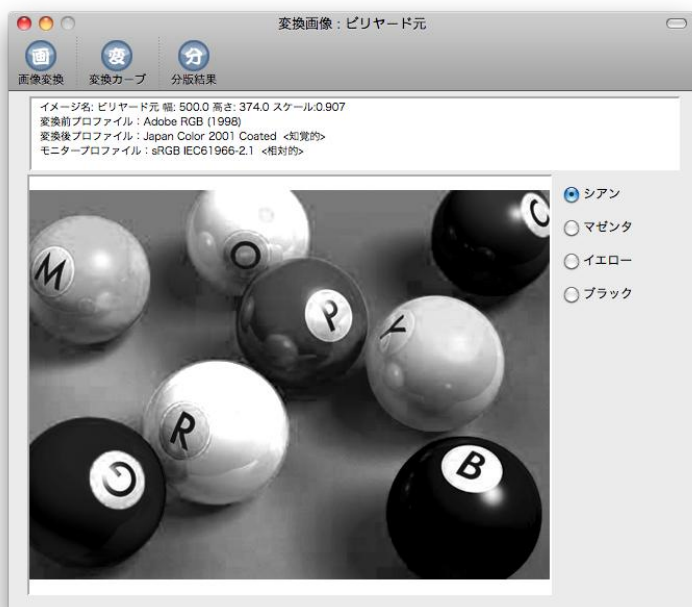 変換画像：ビリヤード元
画像変換 変換カーブ 分版結果
画 変 分
イメージ名: ビリヤード元 幅: 500.0 高さ: 374.0 スケール:0.907
変換前プロファイル：Adobe RGB (1998)
変換後プロファイル：Japan Color 2001 Coated <知覚的>
モニタープロファイル：sRGB IEC61966-2.1 <相対的>
シアン
マゼンタ
イエロー
ブラック
M
O
C
P
Y
R
G
B